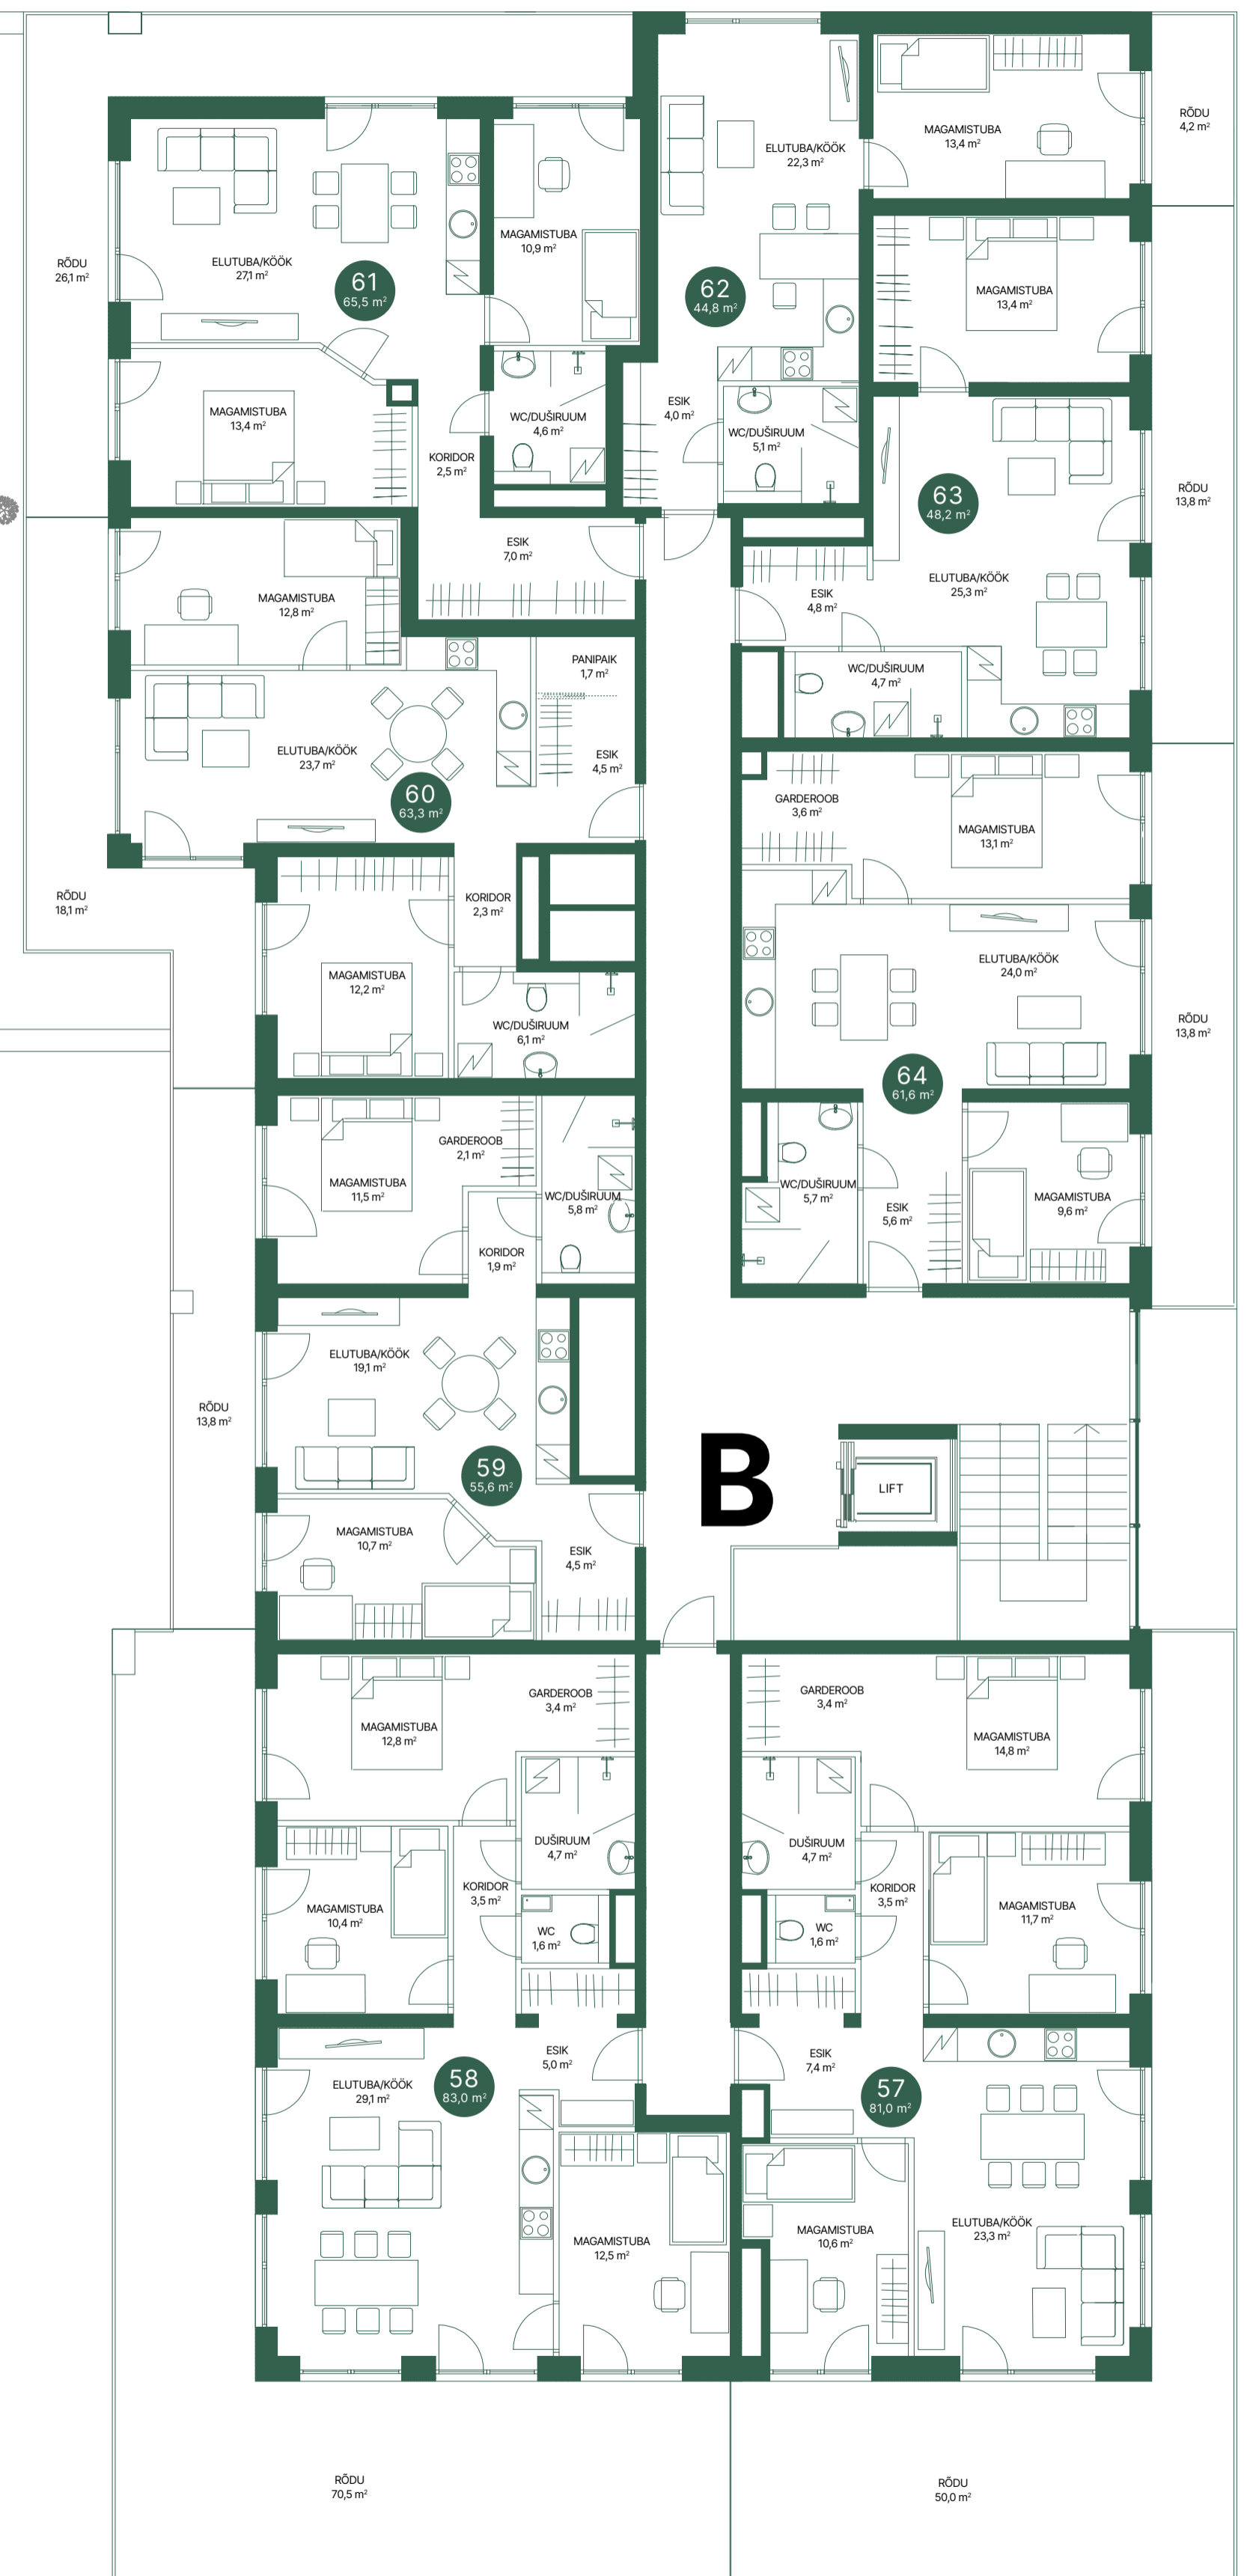 RÕDU
4,2 m²
MAGAMISTUBA
13,4 m²
ELUTUBA/KÖÖK
22,3 m²
62
44,8 m²
ESIK
4,0 m²
WC/DUŠIRUUM
5,1 m²
RÕDU
26,1 m²
ELUTUBA/KÖÖK
27,1 m²
61
65,5 m²
MAGAMISTUBA
10,9 m²
MAGAMISTUBA
13,4 m²
KORIDOR
2,5 m²
WC/DUŠIRUUM
4,6 m²
ESIK
7,0 m²
MAGAMISTUBA
13,4 m²
63
48,2 m²
RÕDU
13,8 m²
ELUTUBA/KÖÖK
25,3 m²
ESIK
4,8 m²
WC/DUŠIRUUM
4,7 m²
MAGAMISTUBA
12,8 m²
PANIPAIK
1,7 m²
ELUTUBA/KÖÖK
23,7 m²
ESIK
4,5 m²
60
63,3 m²
RÕDU
18,1 m²
KORIDOR
2,3 m²
MAGAMISTUBA
12,2 m²
WC/DUŠIRUUM
6,1 m²
GARDEROOB
3,6 m²
MAGAMISTUBA
13,1 m²
ELUTUBA/KÖÖK
24,0 m²
RÕDU
13,8 m²
64
61,6 m²
WC/DUŠIRUUM
5,7 m²
ESIK
5,6 m²
MAGAMISTUBA
9,6 m²
GARDEROOB
2,1 m²
MAGAMISTUBA
11,5 m²
WC/DUŠIRUUM
5,8 m²
KORIDOR
1,9 m²
ELUTUBA/KÖÖK
19,1 m²
RÕDU
13,8 m²
59
55,6 m²
MAGAMISTUBA
10,7 m²
ESIK
4,5 m²
B
LIFT
GARDEROOB
3,4 m²
MAGAMISTUBA
12,8 m²
DUŠIRUUM
4,7 m²
KORIDOR
3,5 m²
MAGAMISTUBA
10,4 m²
WC
1,6 m²
ESIK
5,0 m²
58
83,0 m²
ELUTUBA/KÖÖK
29,1 m²
MAGAMISTUBA
12,5 m²
GARDEROOB
3,4 m²
MAGAMISTUBA
14,8 m²
DUŠIRUUM
4,7 m²
KORIDOR
3,5 m²
MAGAMISTUBA
11,7 m²
WC
1,6 m²
ESIK
7,4 m²
57
81,0 m²
MAGAMISTUBA
10,6 m²
ELUTUBA/KÖÖK
23,3 m²
RÕDU
70,5 m²
RÕDU
50,0 m²